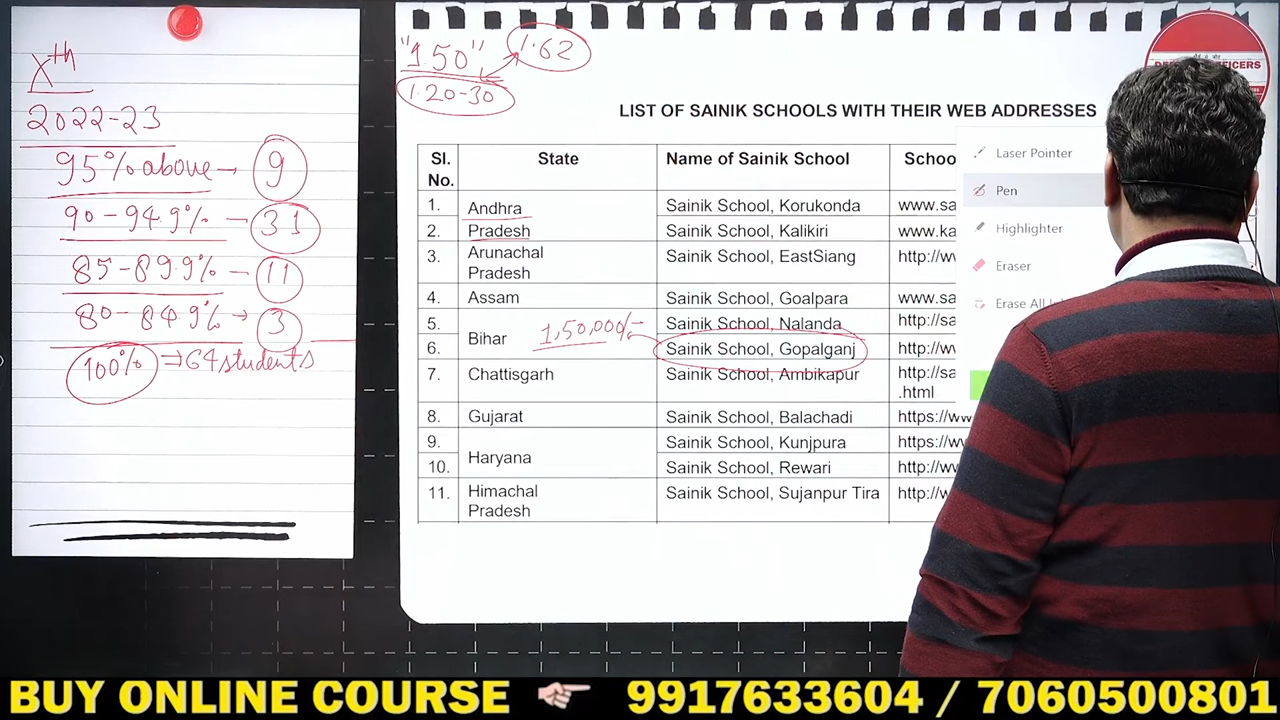 Xth
2022-23
95% above → 9
90-94.9% → 31
85-89.9% → 11
80-84.9% → 3
100% ⇒ 64 students
"1.50"
1.62
1.20-30
LIST OF SAINIK SCHOOLS WITH THEIR WEB ADDRESSES
Sl. No. State Name of Sainik School Schoo
1. Andhra Sainik School, Korukonda www.sa
2. Pradesh Sainik School, Kalikiri www.ka
3. Arunachal Pradesh Sainik School, EastSiang http://w
4. Assam Sainik School, Goalpara www.sa
5. Sainik School, Nalanda http://sa
Bihar 1,50,000/-
6. Sainik School, Gopalganj http://w
7. Chattisgarh Sainik School, Ambikapur http://sa
.html
8. Gujarat Sainik School, Balachadi https://ww
9. Sainik School, Kunjpura https://w
Haryana
10. Sainik School, Rewari http://w
11. Himachal Pradesh Sainik School, Sujanpur Tira http://w
Laser Pointer
Pen
Highlighter
Eraser
Erase All
BUY ONLINE COURSE 9917633604 / 7060500801